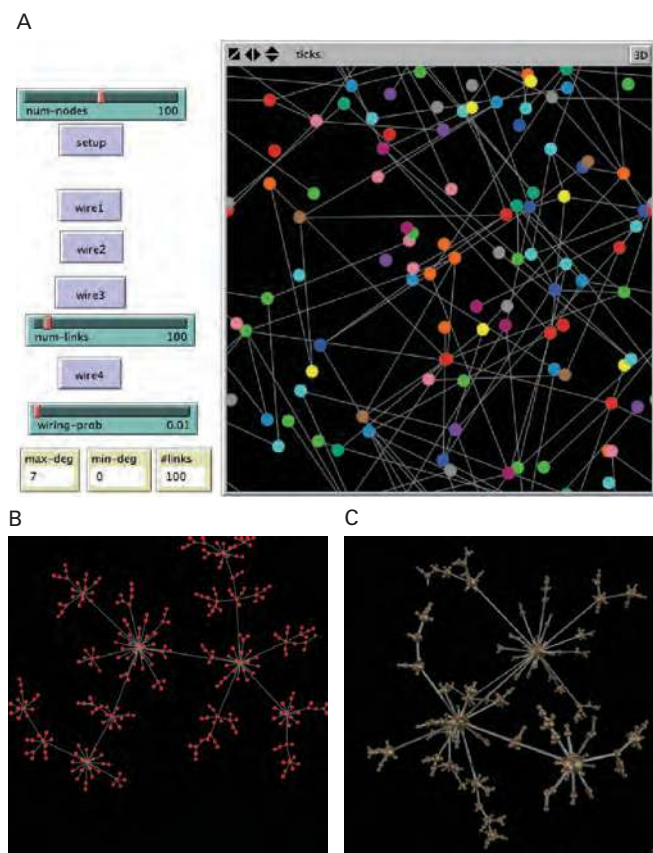 A
ticks:
3D
num-nodes 100
setup
wire1
wire2
wire3
num-links 100
wire4
wiring-prob 0.01
max-deg min-deg #links
7 0 100
B C